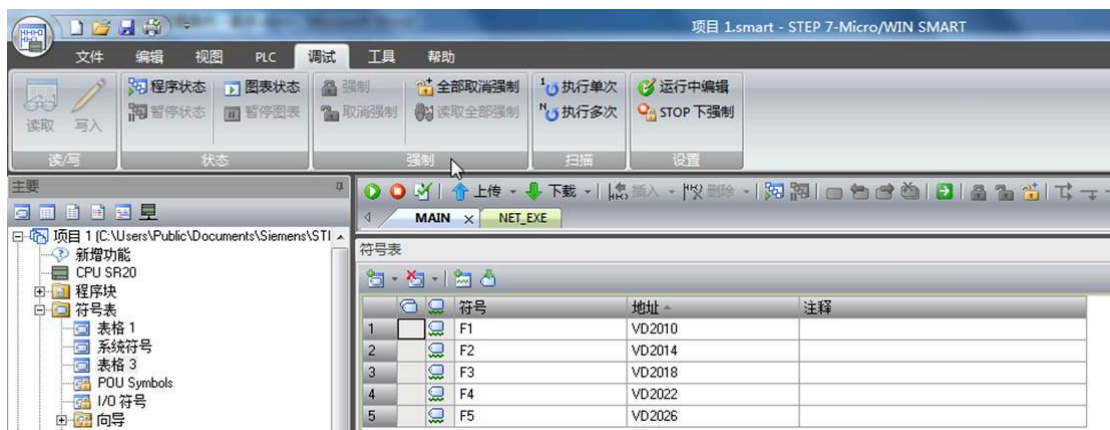 项目 1.smart - STEP 7-Micro/WIN SMART
文件 编辑 视图 PLC 调试 工具 帮助
程序状态 图表状态 强制 全部取消强制 执行单次 运行中编辑
读取 写入 暂停状态 暂停图表 取消强制 读取全部强制 执行多次 STOP 下强制
读/写 状态 强制 扫描 设置
主要
上传 下载 插入 删除
MAIN NET_EXE
项目 1 (C:\Users\Public\Documents\Siemens\STI
新增功能
CPU SR20
程序块
符号表
表格 1
系统符号
表格 3
POU Symbols
I/O 符号
向导
符号表
符号 地址 注释
1 F1 VD2010
2 F2 VD2014
3 F3 VD2018
4 F4 VD2022
5 F5 VD2026